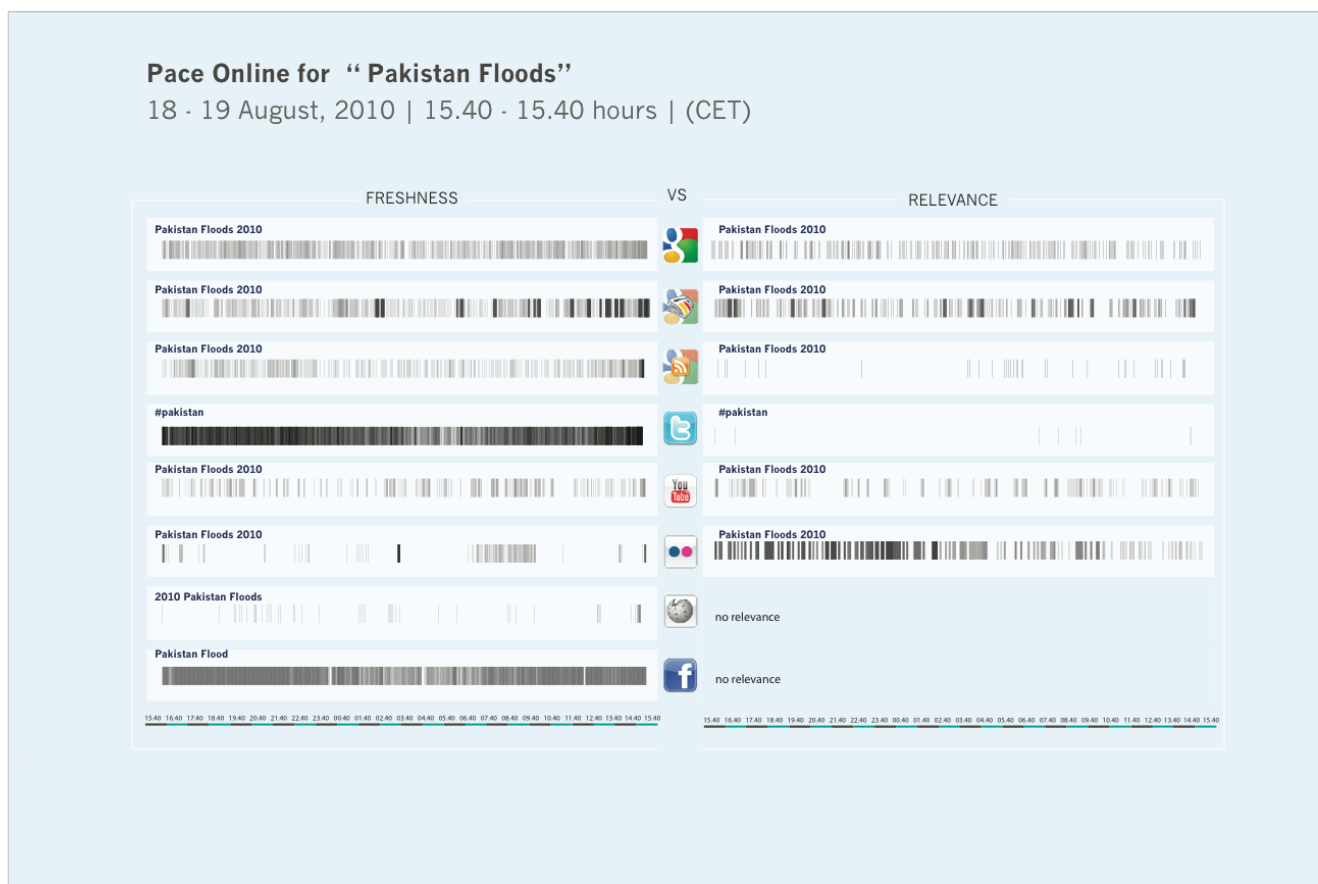 Pace Online for “ Pakistan Floods”
18 - 19 August, 2010 | 15.40 - 15.40 hours | (CET)
FRESHNESS
VS
RELEVANCE
Pakistan Floods 2010
Pakistan Floods 2010
Pakistan Floods 2010
Pakistan Floods 2010
Pakistan Floods 2010
Pakistan Floods 2010
#pakistan
#pakistan
Pakistan Floods 2010
You Tube
Pakistan Floods 2010
Pakistan Floods 2010
Pakistan Floods 2010
2010 Pakistan Floods
no relevance
Pakistan Flood
no relevance
15.40 16.40 17.40 18.40 19.40 20.40 21.40 22.40 23.40 00.40 01.40 02.40 03.40 04.40 05.40 06.40 07.40 08.40 09.40 10.40 11.40 12.40 13.40 14.40 15.40
15.40 16.40 17.40 18.40 19.40 20.40 21.40 22.40 23.40 00.40 01.40 02.40 03.40 04.40 05.40 06.40 07.40 08.40 09.40 10.40 11.40 12.40 13.40 14.40 15.40